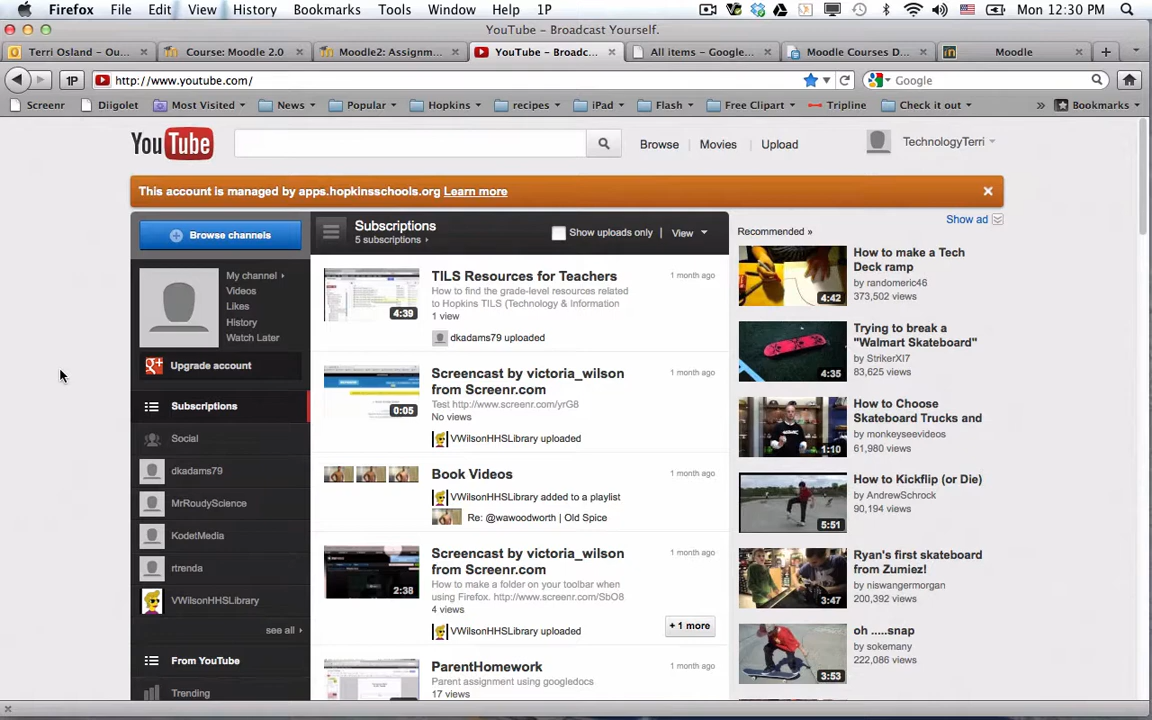 Firefox File Edit View History Bookmarks Tools Window Help 1P Mon 12:30 PM
YouTube – Broadcast Yourself.
Terri Osland – Ou... Course: Moodle 2.0 Moodle2: Assignm... YouTube – Broadc... All items – Google... Moodle Courses D... Moodle
1P http://www.youtube.com/ Google
Screenr Diigolet Most Visited News Popular Hopkins recipes iPad Flash Free Clipart Tripline Check it out » Bookmarks
YouTube Browse Movies Upload TechnologyTerri
This account is managed by apps.hopkinsschools.org Learn more
Browse channels
My channel ›
Videos
Likes
History
Watch Later
Upgrade account
Subscriptions
Social
dkadams79
MrRoudyScience
KodetMedia
rtrenda
VWilsonHHSLibrary
see all ›
From YouTube
Trending
Subscriptions
5 subscriptions ›
Show uploads only | View
TILS Resources for Teachers 1 month ago
How to find the grade-level resources related
to Hopkins TILS (Technology & Information
1 view
4:39
dkadams79 uploaded
Screencast by victoria_wilson 1 month ago
from Screenr.com
Test http://www.screenr.com/yrG8
No views
0:05
VWilsonHHSLibrary uploaded
Book Videos 1 month ago
VWilsonHHSLibrary added to a playlist
Re: @wawoodworth | Old Spice
Screencast by victoria_wilson 1 month ago
from Screenr.com
How to make a folder on your toolbar when
using Firefox. http://www.screenr.com/SbO8
4 views
2:38
VWilsonHHSLibrary uploaded
+ 1 more
ParentHomework 1 month ago
Parent assignment using googledocs
17 views
Show ad
Recommended »
How to make a Tech
Deck ramp
by randomeric46
373,502 views
4:42
Trying to break a
"Walmart Skateboard"
by StrikerXI7
83,625 views
4:35
How to Choose
Skateboard Trucks and
by monkeyseevideos
61,980 views
1:10
How to Kickflip (or Die)
by AndrewSchrock
90,194 views
5:51
Ryan's first skateboard
from Zumiez!
by niswangermorgan
200,392 views
3:47
oh .....snap
by sokemany
222,086 views
3:53